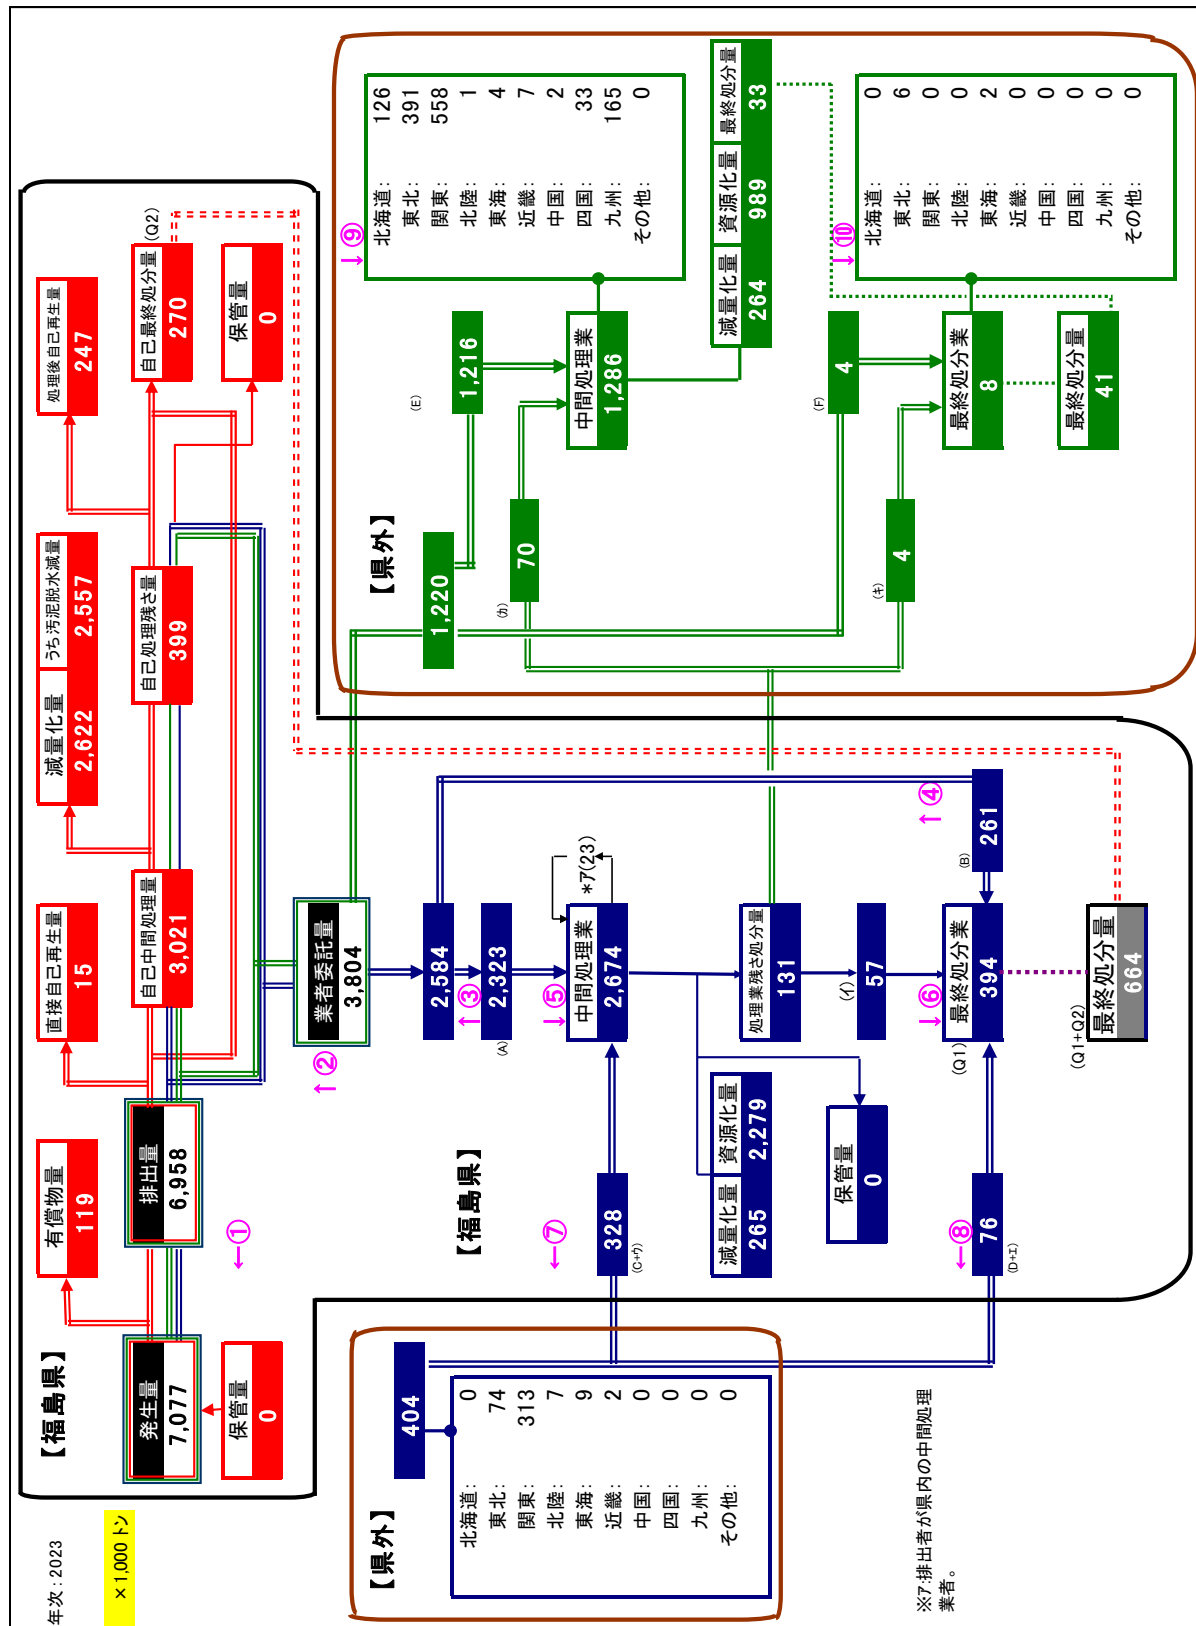 年次：2023
×1,000トン
【福島県】
発生量
7,077
保管量
0
有償物量
119
排出量
6,958
←①
直接自己再生量
15
自己中間処理量
3,021
減量化量
うち汚泥脱水減量
2,622
2,557
自己処理残さ量
399
処理後自己再生量
247
自己最終処分量
(Q2)
270
保管量
0
↑②
業者委託量
3,804
【県外】
404
北海道： 0
東北： 74
関東： 313
北陸： 7
東海： 9
近畿： 2
中国： 0
四国： 0
九州： 0
その他： 0
【福島県】
2,584
↑③
2,323
(A)
←⑦
328
(C+ｳ)
↓⑤
中間処理業
2,674
*ｱ(23)
減量化量
資源化量
265
2,279
処理業残さ処分量
131
保管量
0
(ｲ)
57
↑④
261
(B)
←⑧
76
(D+ｴ)
↓⑥
(Q1)
最終処分業
394
(Q1+Q2)
最終処分量
664
【県外】
1,220
(E)
1,216
(ｶ)
70
中間処理業
1,286
↓⑨
北海道： 126
東北： 391
関東： 558
北陸： 1
東海： 4
近畿： 7
中国： 2
四国： 33
九州： 165
その他： 0
減量化量
資源化量
最終処分量
264
989
33
(F)
4
(ｷ)
4
最終処分業
8
最終処分量
41
↓⑩
北海道： 0
東北： 6
関東： 0
北陸： 0
東海： 2
近畿： 0
中国： 0
四国： 0
九州： 0
その他： 0
※ｱ:排出者が県内の中間処理
業者。